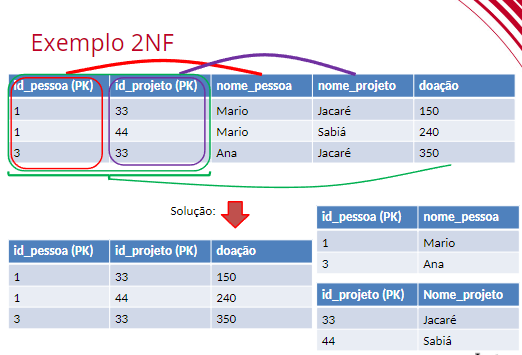 Exemplo 2NF
id_pessoa (PK) id_projeto (PK) nome_pessoa nome_projeto doação
1 33 Mario Jacaré 150
1 44 Mario Sabiá 240
3 33 Ana Jacaré 350
Solução:
id_pessoa (PK) id_projeto (PK) doação
1 33 150
1 44 240
3 33 350
id_pessoa (PK) nome_pessoa
1 Mario
3 Ana
id_projeto (PK) Nome_projeto
33 Jacaré
44 Sabiá